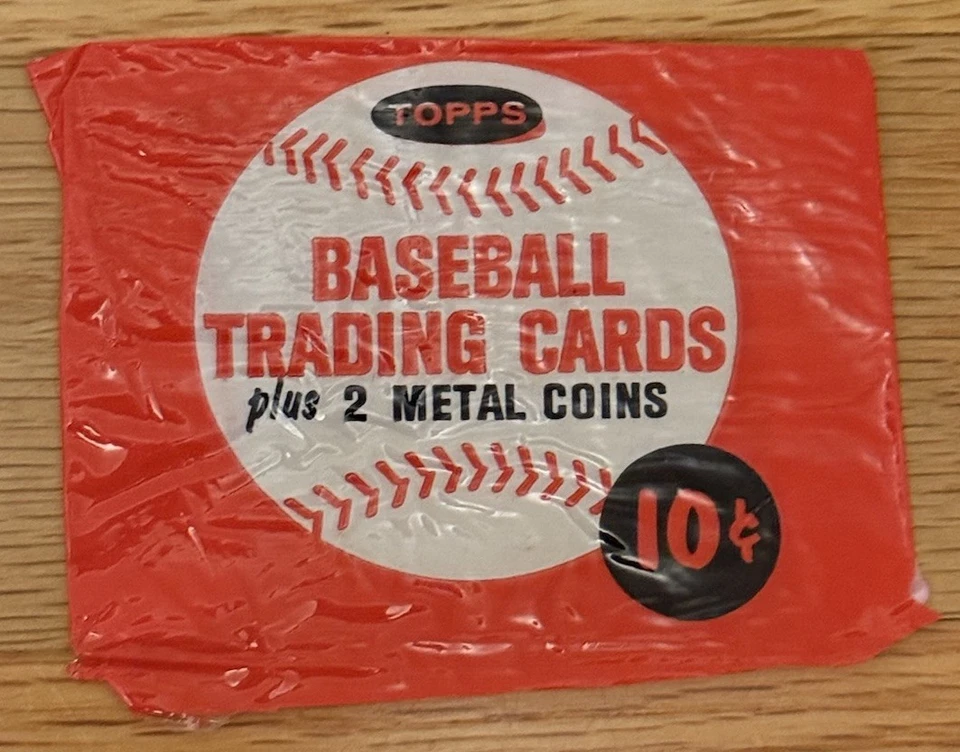 TOPPS
BASEBALL
TRADING CARDS
plus 2 METAL COINS
10¢